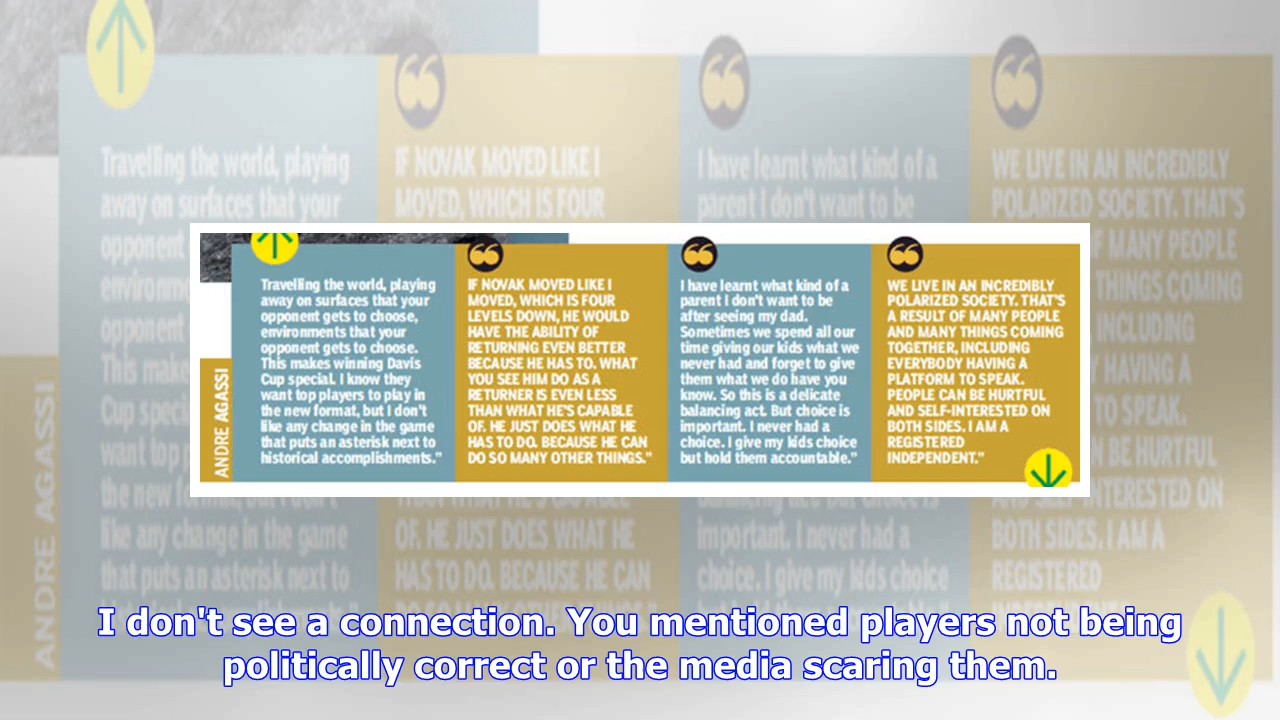 ANDRE AGASSI
Travelling the world, playing
away on surfaces that your
opponent gets to choose,
environments that your
opponent gets to choose.
This makes winning Davis
Cup special. I know they
want top players to play in
the new format, but I don't
like any change in the game
that puts an asterisk next to
historical accomplishments."
IF NOVAK MOVED LIKE I
MOVED, WHICH IS FOUR
LEVELS DOWN, HE WOULD
HAVE THE ABILITY OF
RETURNING EVEN BETTER
BECAUSE HE HAS TO. WHAT
YOU SEE HIM DO AS A
RETURNER IS EVEN LESS
THAN WHAT HE'S CAPABLE
OF. HE JUST DOES WHAT HE
HAS TO DO. BECAUSE HE CAN
DO SO MANY OTHER THINGS."
I have learnt what kind of a
parent I don't want to be
after seeing my dad.
Sometimes we spend all our
time giving our kids what we
never had and forget to give
them what we do have you
know. So this is a delicate
balancing act. But choice is
important. I never had a
choice. I give my kids choice
but hold them accountable."
WE LIVE IN AN INCREDIBLY
POLARIZED SOCIETY. THAT'S
A RESULT OF MANY PEOPLE
AND MANY THINGS COMING
TOGETHER, INCLUDING
EVERYBODY HAVING A
PLATFORM TO SPEAK.
PEOPLE CAN BE HURTFUL
AND SELF-INTERESTED ON
BOTH SIDES. I AM A
REGISTERED
INDEPENDENT."
I don't see a connection. You mentioned players not being
politically correct or the media scaring them.